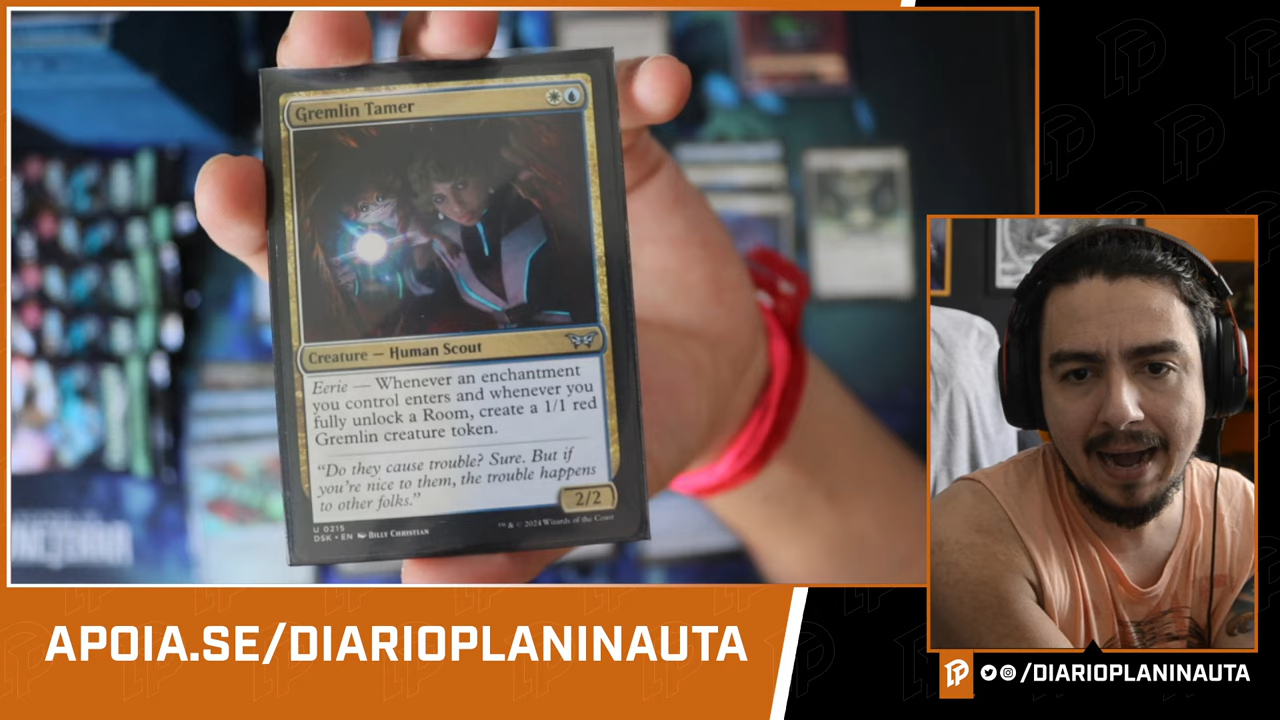 Gremlin Tamer
Creature — Human Scout
Eerie — Whenever an enchantment
you control enters and whenever you
fully unlock a Room, create a 1/1 red
Gremlin creature token.
“Do they cause trouble? Sure. But if
you’re nice to them, the trouble happens
to other folks.”
2/2
U 0215
DSK • EN BILLY CHRISTIAN
™ & © 2024 Wizards of the Coast
APOIA.SE/DIARIOPLANINAUTA
/DIARIOPLANINAUTA